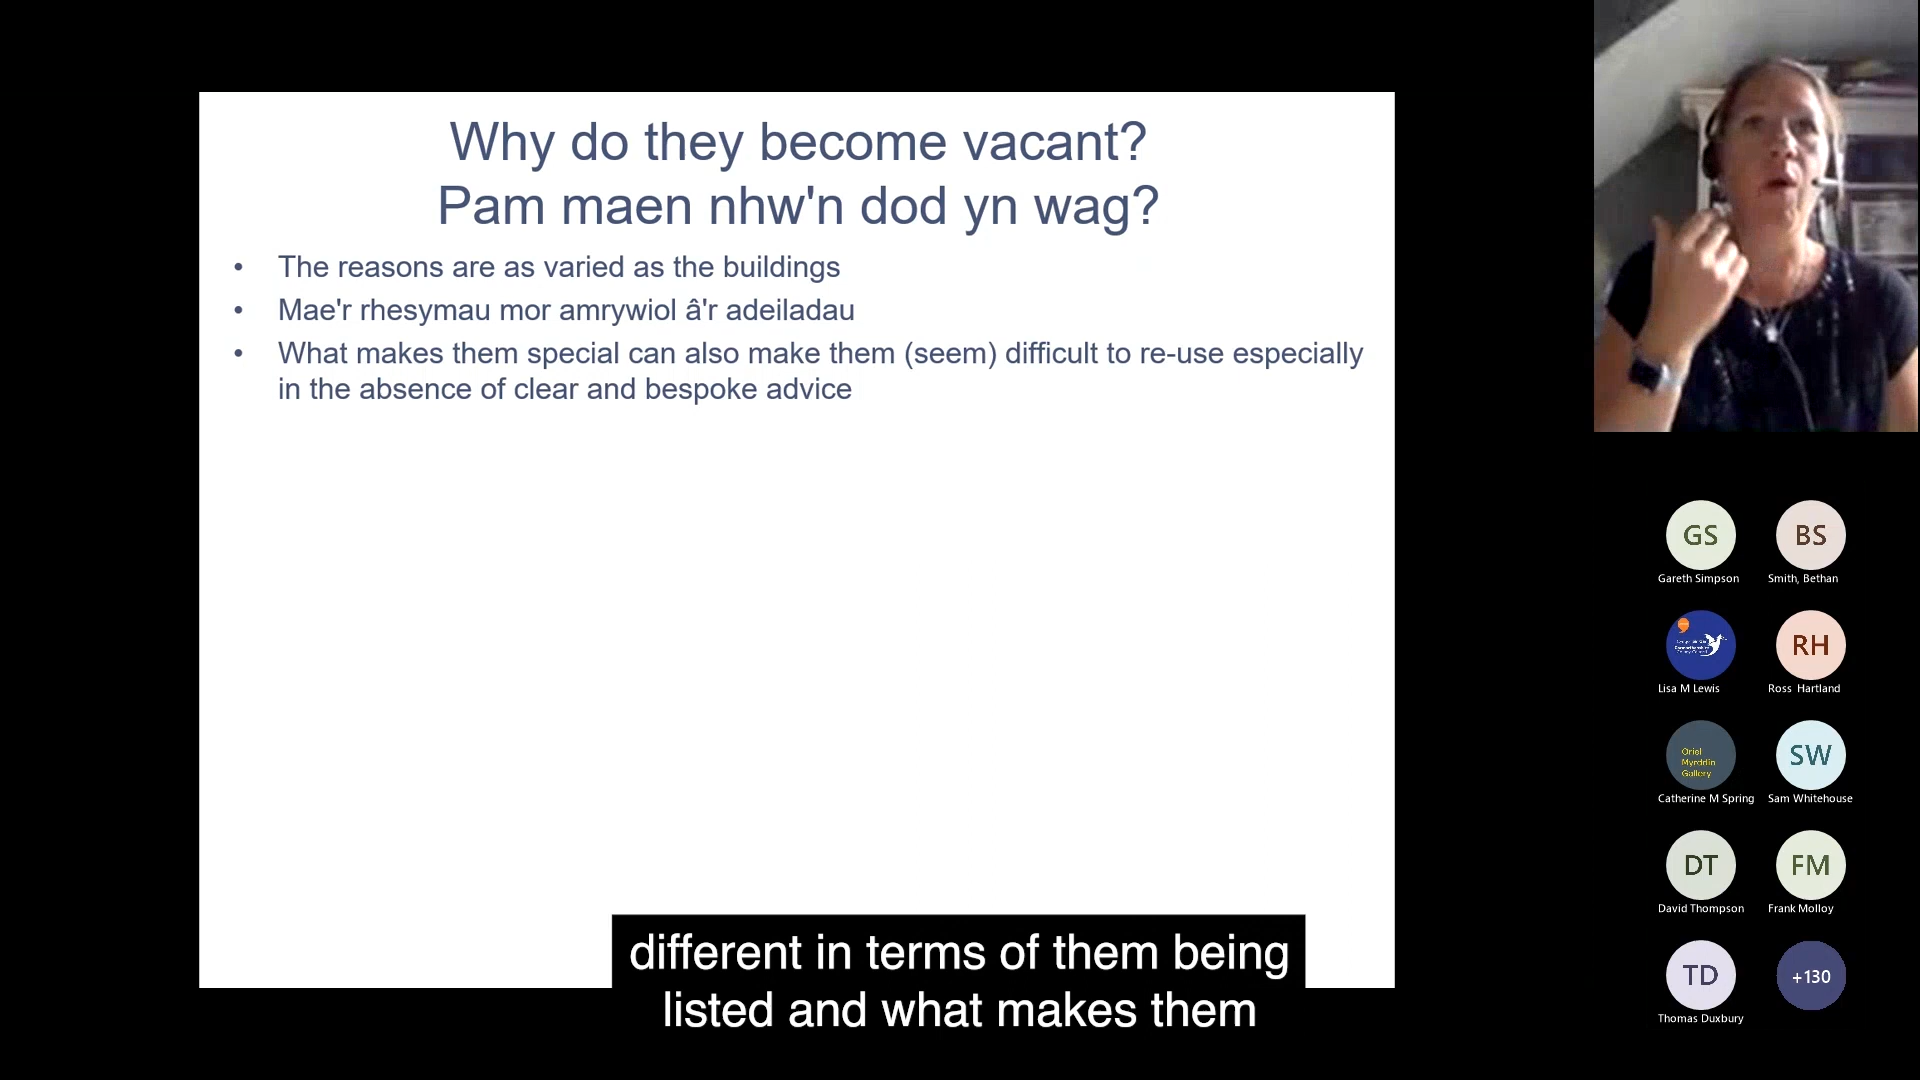 Why do they become vacant?
Pam maen nhw'n dod yn wag?
• The reasons are as varied as the buildings
• Mae'r rhesymau mor amrywiol â'r adeiladau
• What makes them special can also make them (seem) difficult to re-use especially
in the absence of clear and bespoke advice
different in terms of them being
listed and what makes them
GS
BS
Gareth Simpson
Smith, Bethan
RH
Lisa M Lewis
Ross Hartland
Oriel
Myrddin
Gallery
SW
Catherine M Spring
Sam Whitehouse
DT
FM
David Thompson
Frank Molloy
TD
+130
Thomas Duxbury